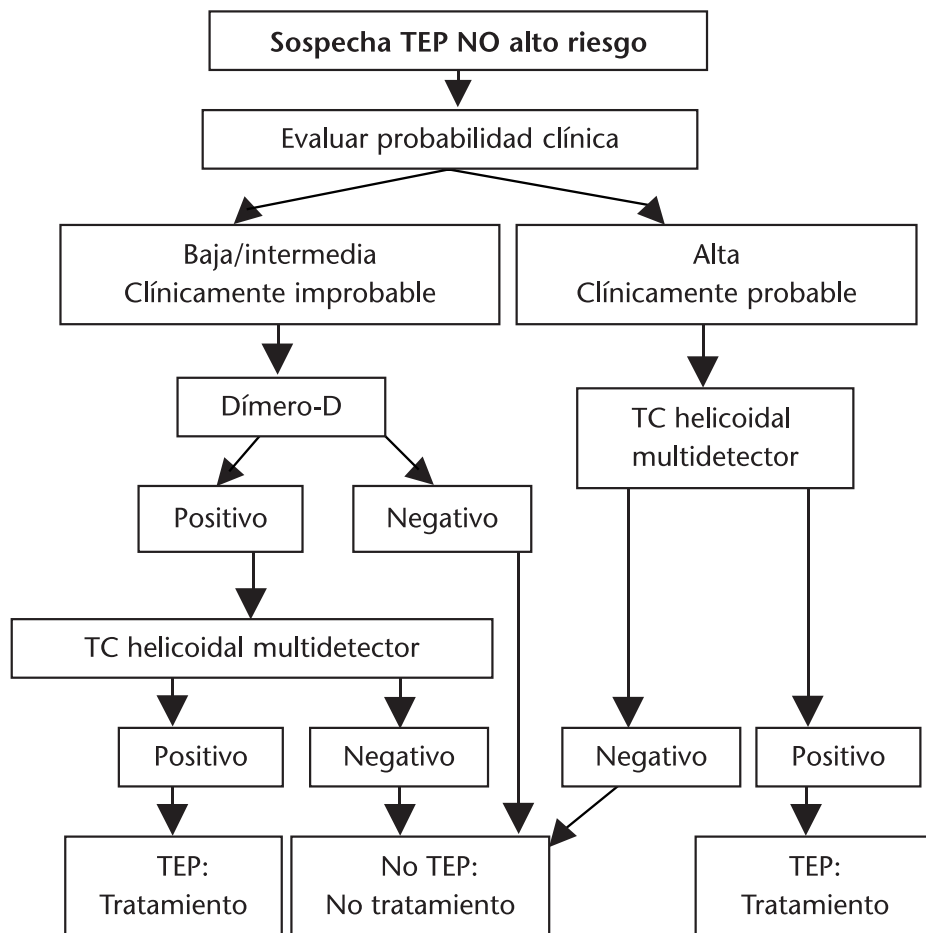 Sospecha TEP NO alto riesgo
Evaluar probabilidad clínica
Baja/intermedia
Clínicamente improbable
Alta
Clínicamente probable
Dímero-D
TC helicoidal
multidetector
Positivo
Negativo
TC helicoidal multidetector
Positivo
Negativo
Negativo
Positivo
TEP:
Tratamiento
No TEP:
No tratamiento
TEP:
Tratamiento